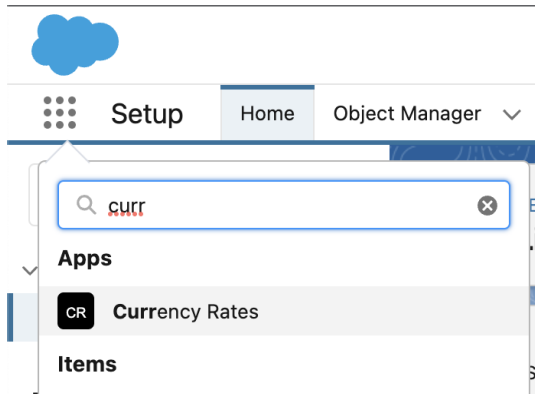 Setup
Home
Object Manager
curr
Apps
CR
Currency Rates
Items